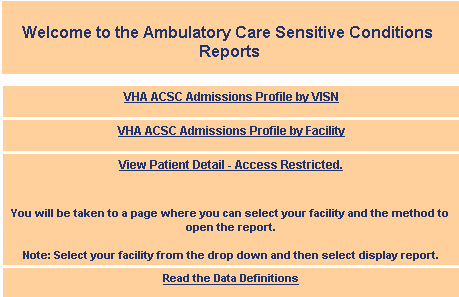 Welcome to the Ambulatory Care Sensitive Conditions
Reports
VHA ACSC Admissions Profile by VISN
VHA ACSC Admissions Profile by Facility
View Patient Detail - Access Restricted.
You will be taken to a page where you can select your facility and the method to
open the report.
Note: Select your facility from the drop down and then select display report.
Read the Data Definitions